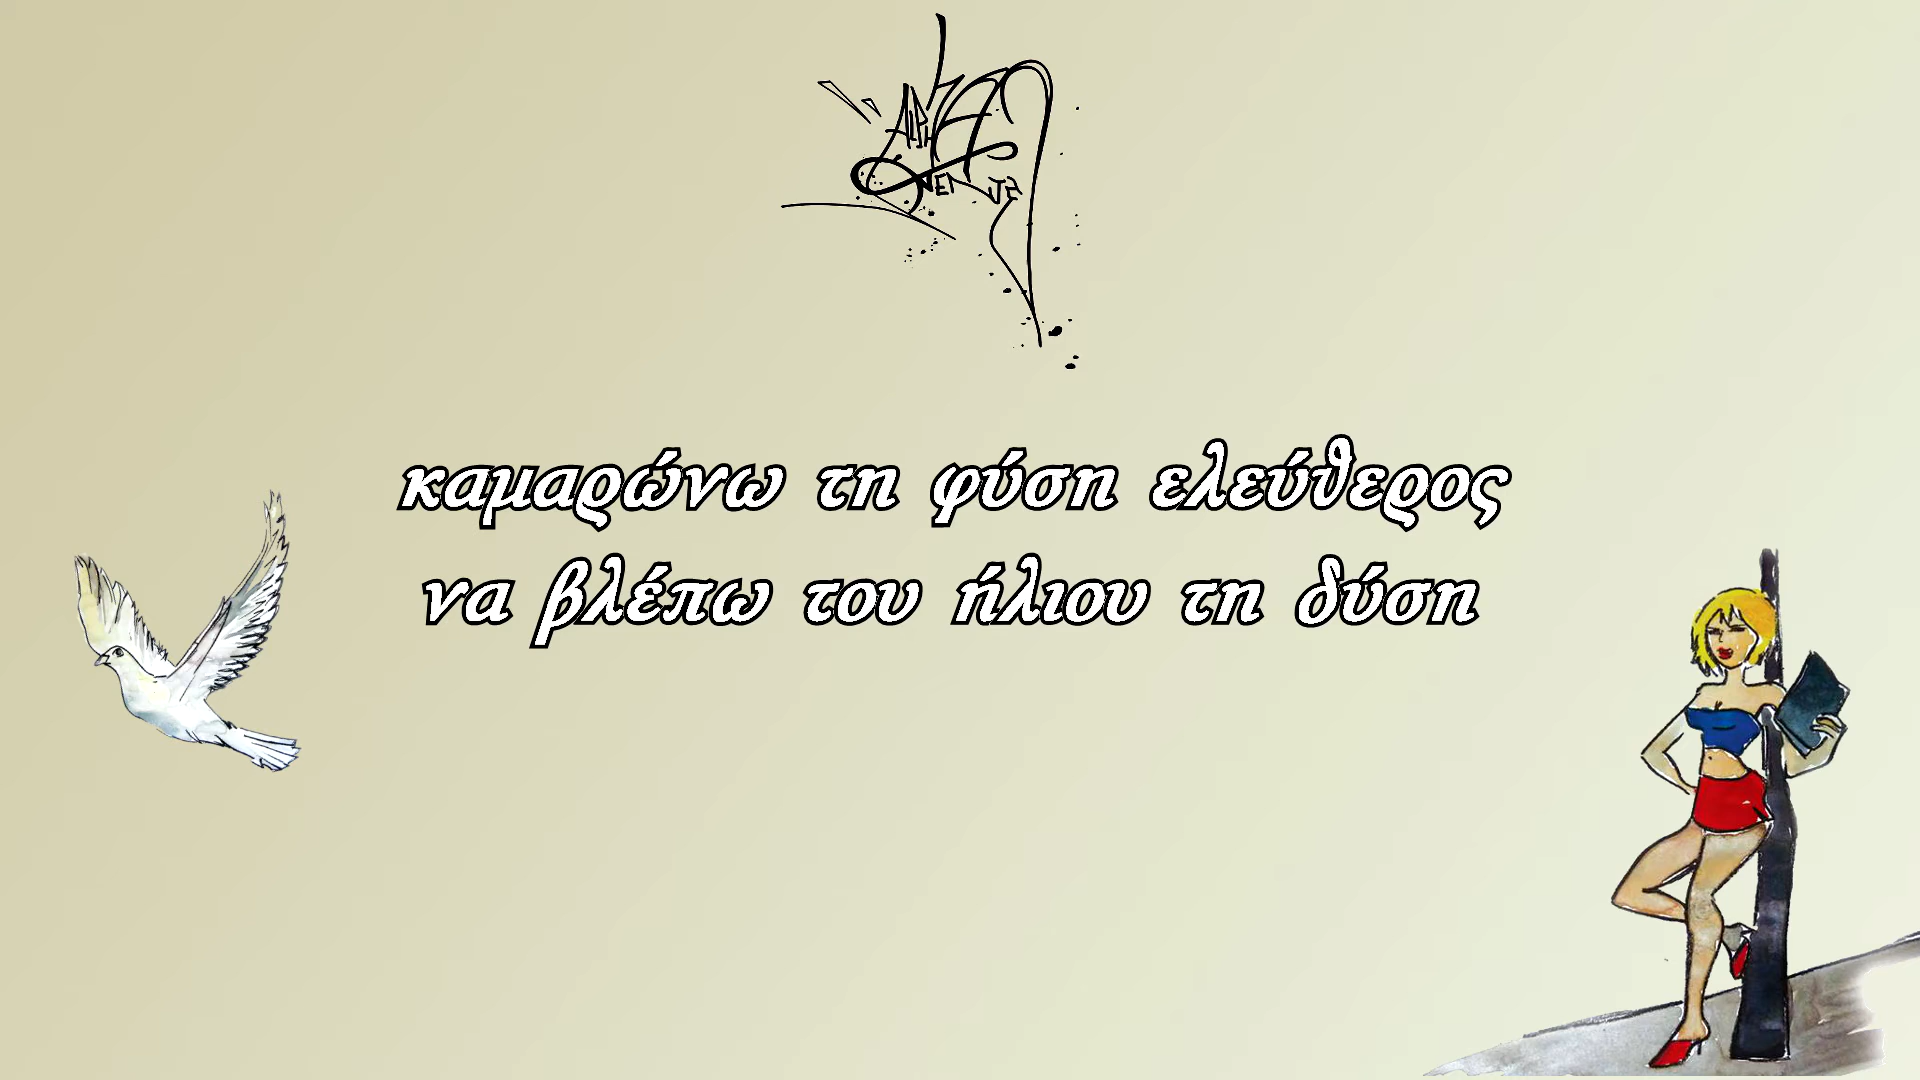 καμαρώνω τη φύση ελεύθερος
να βλέπω του ήλιου τη δύση